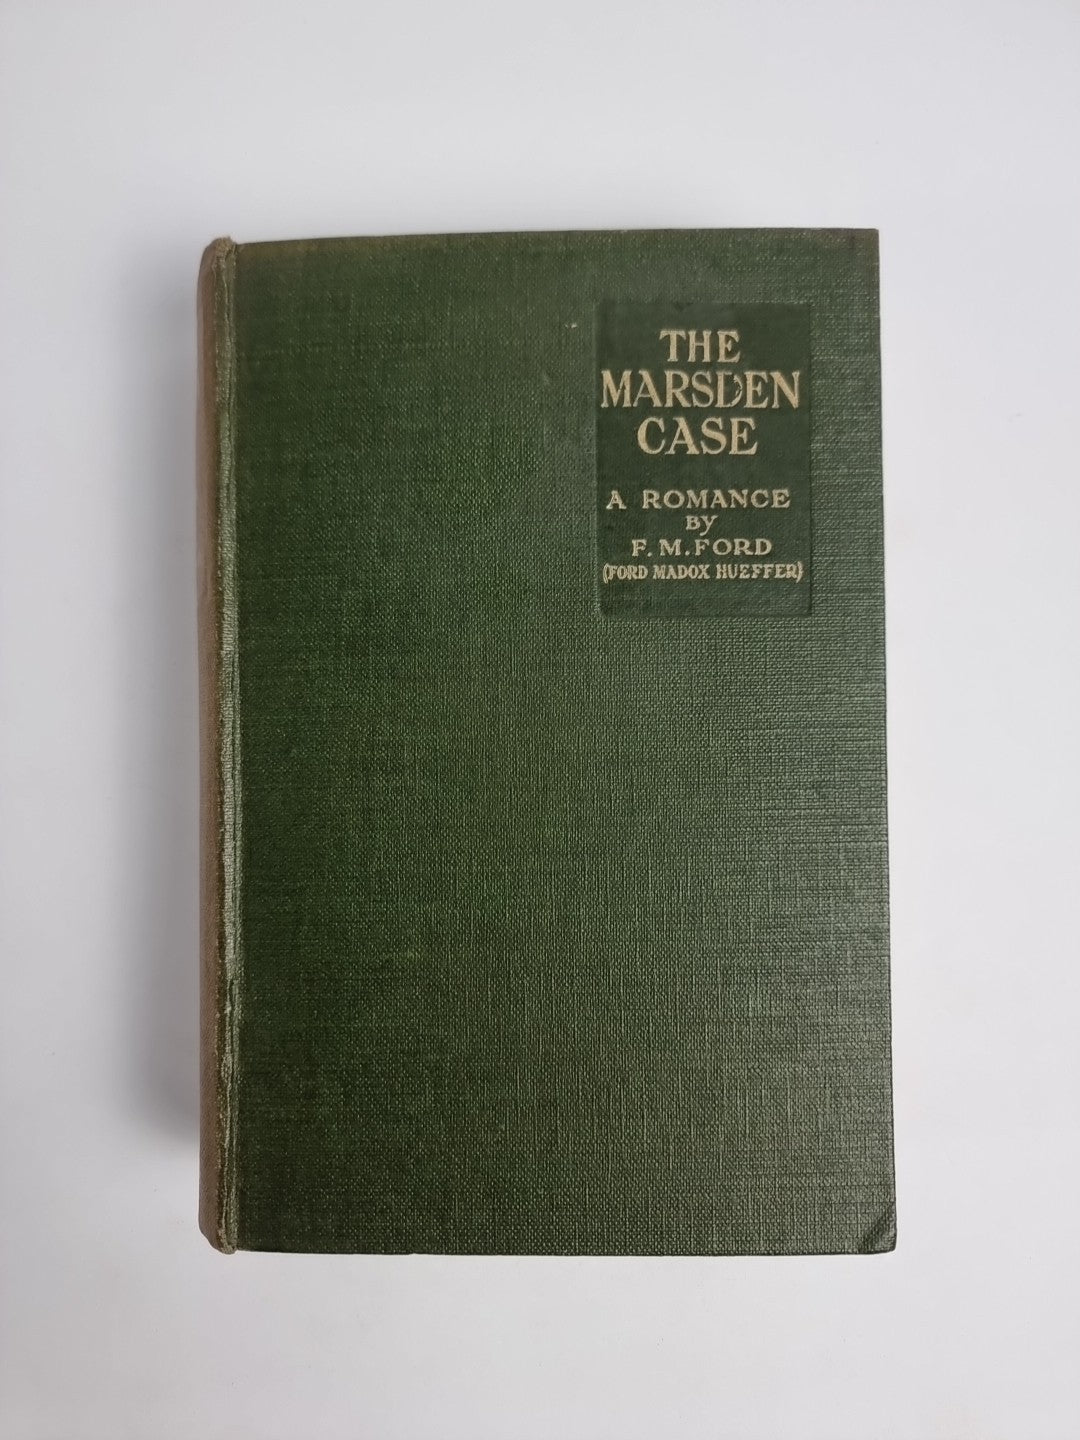 THE
MARSDEN
CASE
A ROMANCE
By
F. M. FORD
(FORD MADOX HUEFFER)